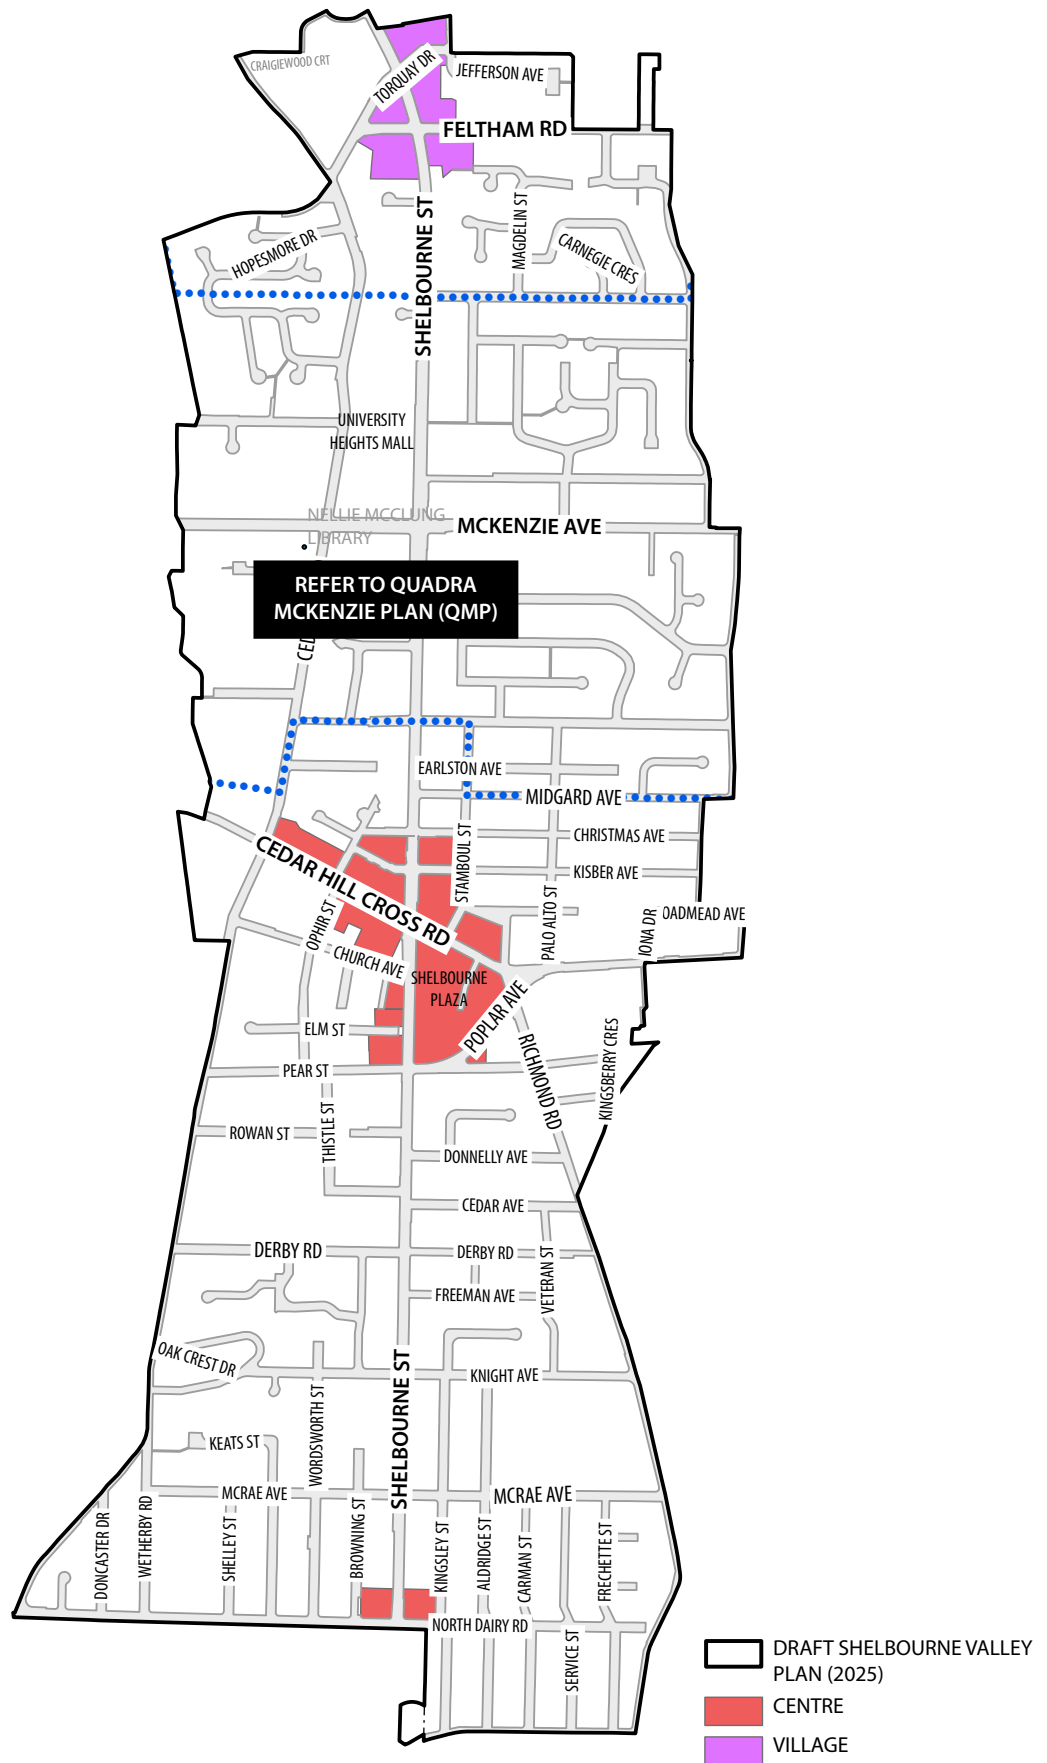 CRAIGIEWOOD CRT
TORQUAY DR
JEFFERSON AVE
FELTHAM RD
SHELBOURNE ST
MAGDELIN ST
HOPESMORE DR
CARNEGIE CRES
UNIVERSITY
HEIGHTS MALL
NELLIE MCCLUNG
LIBRARY
MCKENZIE AVE
REFER TO QUADRA
MCKENZIE PLAN (QMP)
CED
EARLSTON AVE
MIDGARD AVE
STAMBOUL ST
CHRISTMAS AVE
KISBER AVE
CEDAR HILL CROSS RD
OPHIR ST
PALO ALTO ST
IONA DR
OADMEAD AVE
CHURCH AVE
SHELBOURNE
PLAZA
POPLAR AVE
ELM ST
RICHMOND RD
KINGSBERRY CRES
PEAR ST
THISTLE ST
ROWAN ST
DONNELLY AVE
CEDAR AVE
DERBY RD
DERBY RD
VETERAN ST
FREEMAN AVE
OAK CREST DR
SHELBOURNE ST
KNIGHT AVE
WORDSWORTH ST
KEATS ST
MCRAE AVE
MCRAE AVE
DONCASTER DR
WETHERBY RD
SHELLEY ST
BROWNING ST
KINGSLEY ST
ALDRIDGE ST
CARMAN ST
FRECHETTE ST
NORTH DAIRY RD
SERVICE ST
DRAFT SHELBOURNE VALLEY
PLAN (2025)
CENTRE
VILLAGE